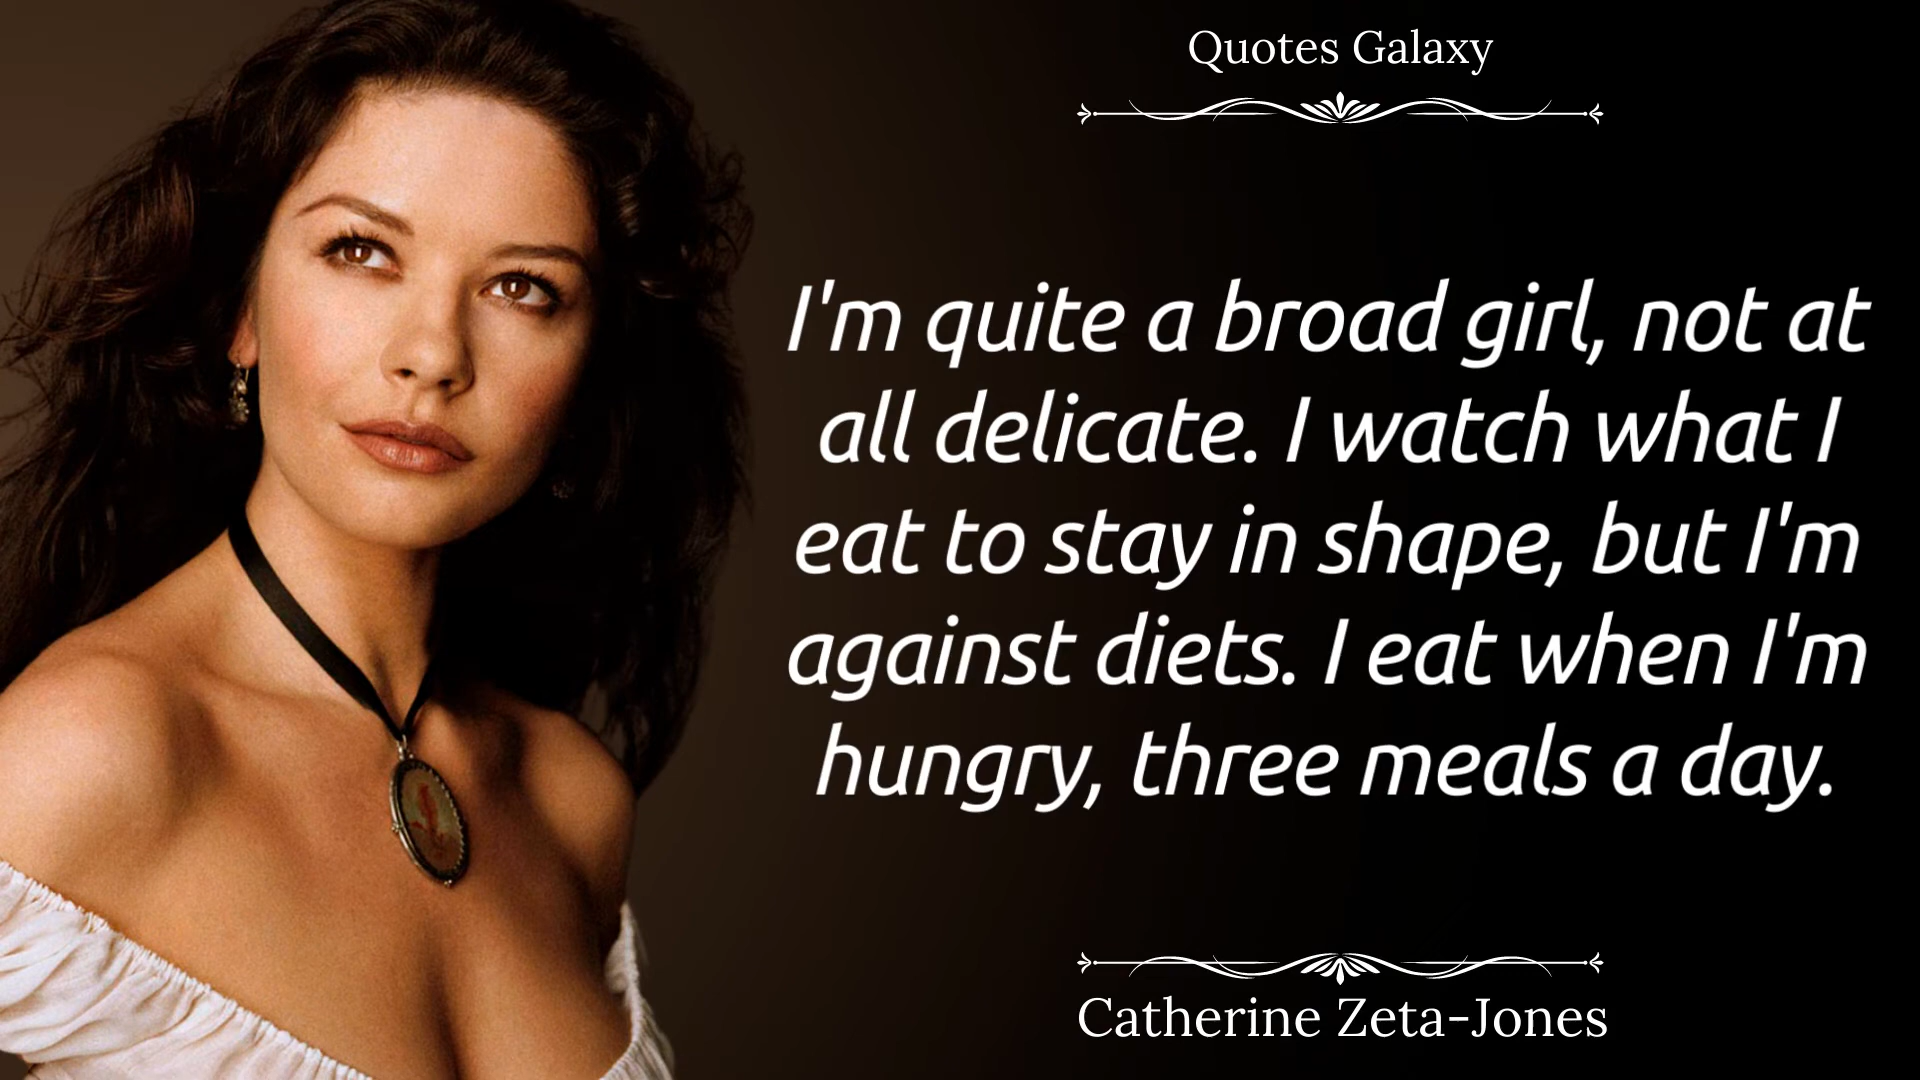 Quotes Galaxy
I'm quite a broad girl, not at
all delicate. I watch what I
eat to stay in shape, but I'm
against diets. I eat when I'm
hungry, three meals a day.
Catherine Zeta-Jones